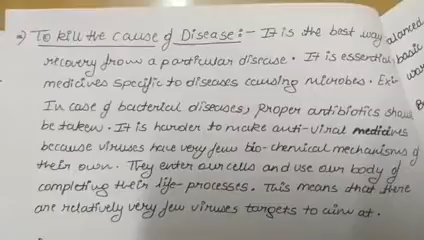 → To kill the cause of Disease :- It is the best way
recovery from a particular disease. It is essential
medicines specific to diseases causing microbes. Ex:-
In case of bacterial diseases, proper antibiotics shou
be taken. It is harder to make anti-viral medicines
because viruses have very few bio-chemical mechanisms of
their own. They enter our cells and use our body of
completing their life-processes. This means that there
are relatively very few viruses targets to aim at.
alanced
basic
war